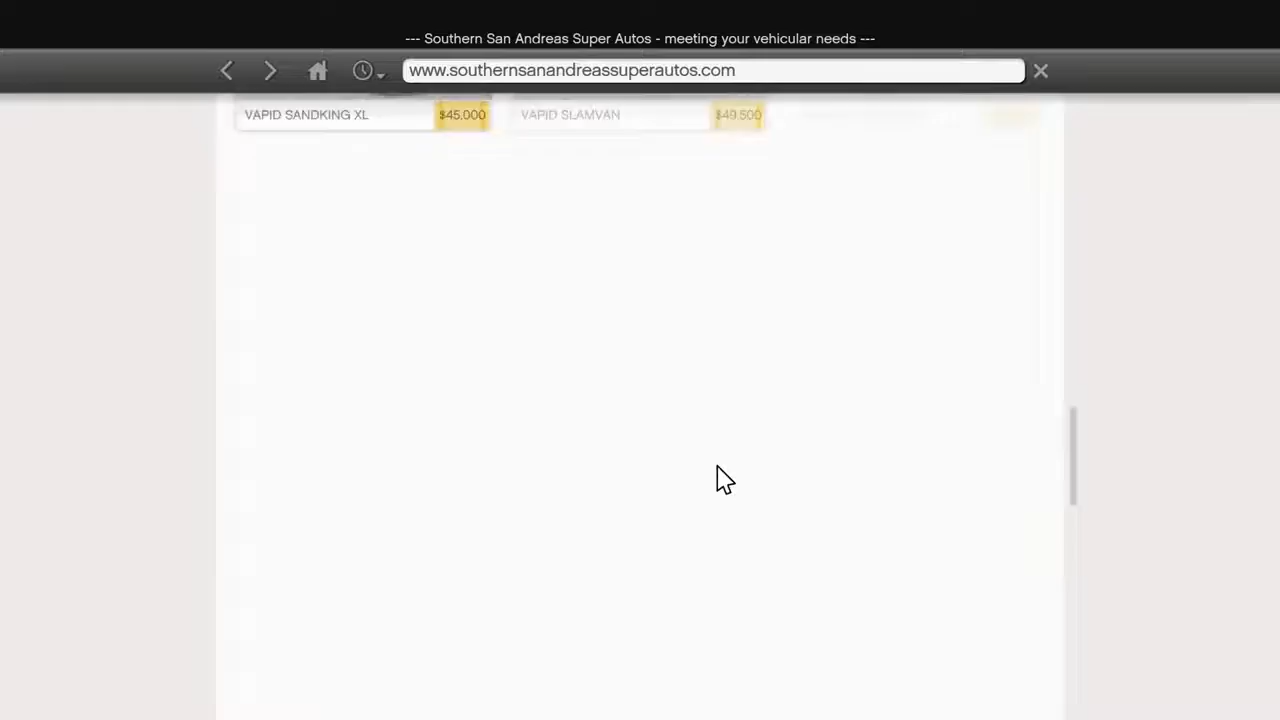 --- Southern San Andreas Super Autos - meeting your vehicular needs ---
www.southernsanandreassuperautos.com
VAPID SANDKING XL $45,000 VAPID SLAMVAN $49,500